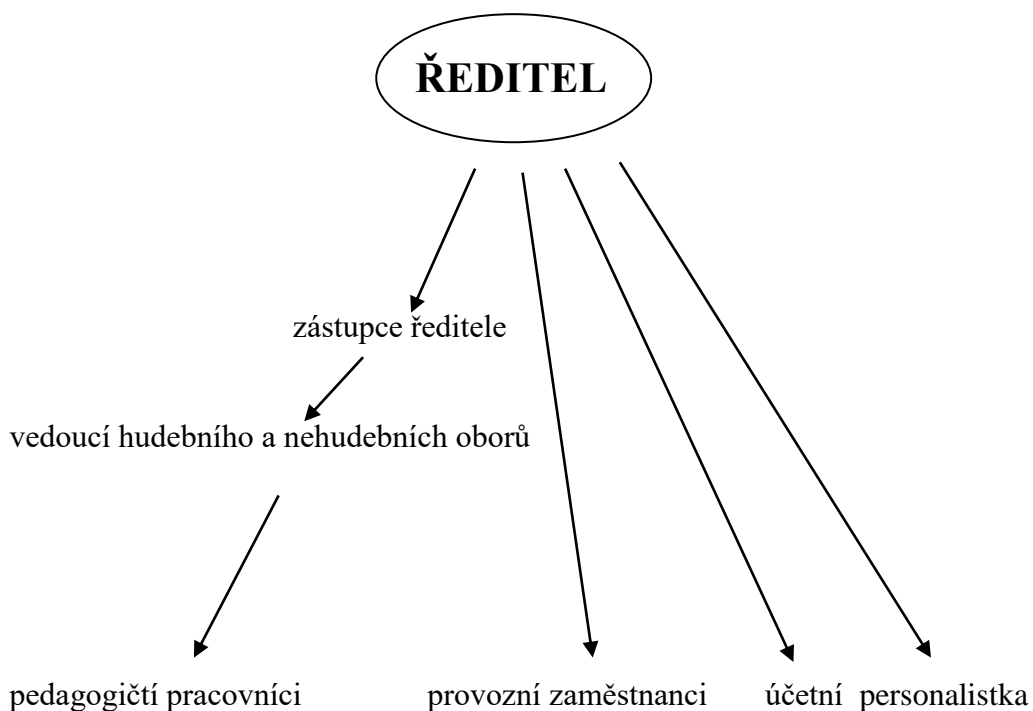 ŘEDITEL
zástupce ředitele
vedoucí hudebního a nehudebních oborů
pedagogičtí pracovníci provozní zaměstnanci účetní personalistka